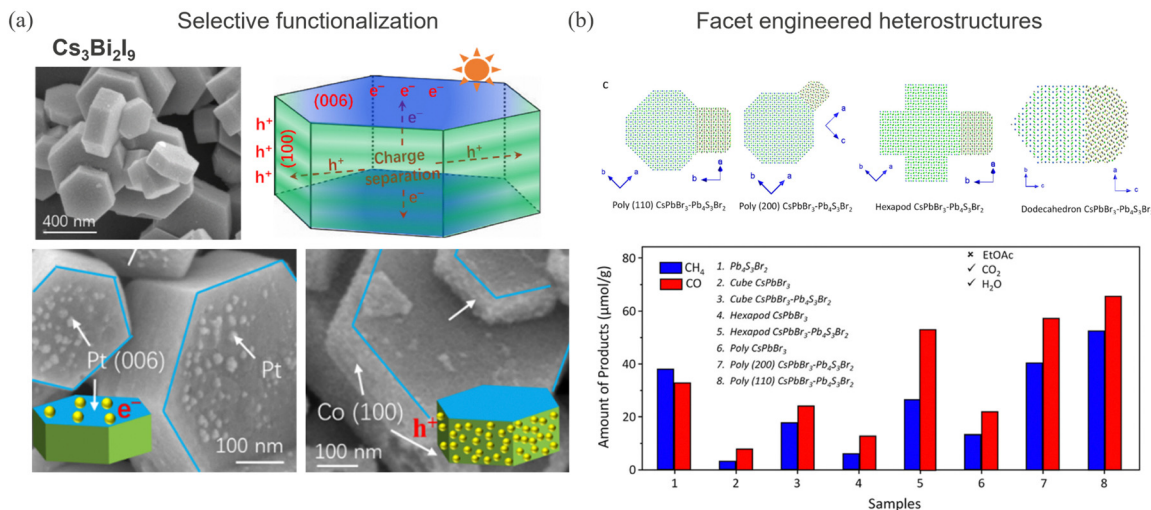 (a) Selective functionalization
Cs₃Bi₂I₉
400 nm
(006)
e⁻ e⁻ e⁻
e⁻
h⁺
h⁺
h⁺
(100)
h⁺
h⁺
Charge
separation
e⁻
Pt (006)
Pt
e⁻
100 nm
Co (100)
h⁺
100 nm
(b) Facet engineered heterostructures
c
b a
b a
Poly (110) CsPbBr₃-Pb₄S₃Br₂
a
c
b a
Poly (200) CsPbBr₃-Pb₄S₃Br₂
b a
b
Hexapod CsPbBr₃-Pb₄S₃Br₂
b
c
a
c
Dodecahedron CsPbBr₃-Pb₄S₃Br
Amount of Products (μmol/g)
80
60
40
20
0
CH₄
CO
1. Pb₄S₃Br₂
2. Cube CsPbBr₃
3. Cube CsPbBr₃-Pb₄S₃Br₂
4. Hexapod CsPbBr₃
5. Hexapod CsPbBr₃-Pb₄S₃Br₂
6. Poly CsPbBr₃
7. Poly (200) CsPbBr₃-Pb₄S₃Br₂
8. Poly (110) CsPbBr₃-Pb₄S₃Br₂
× EtOAc
✓ CO₂
✓ H₂O
1 2 3 4 5 6 7 8
Samples